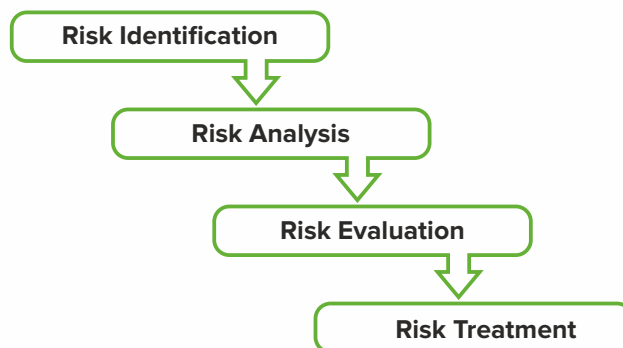 Risk Identification
Risk Analysis
Risk Evaluation
Risk Treatment